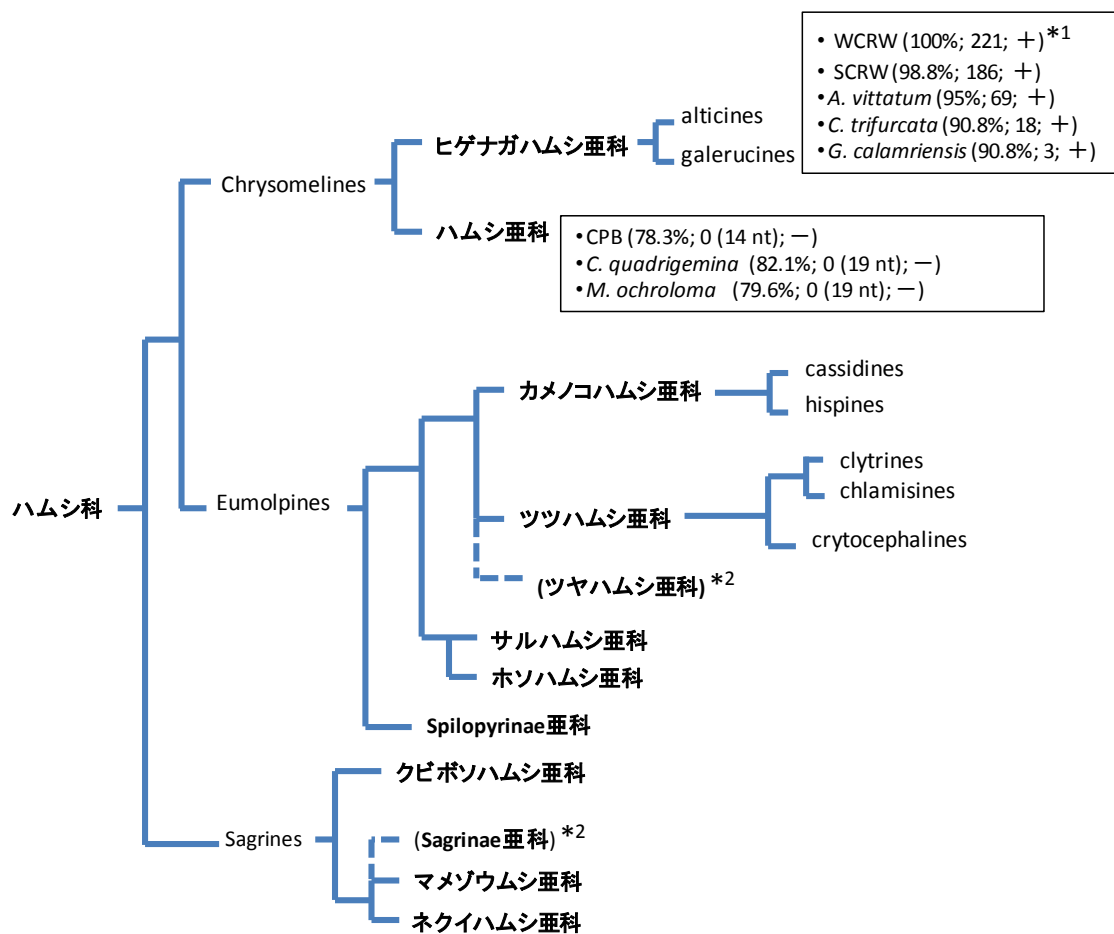 • WCRW (100%; 221; ＋)*1
• SCRW (98.8%; 186; ＋)
• A. vittatum (95%; 69; ＋)
• C. trifurcata (90.8%; 18; ＋)
• G. calamriensis (90.8%; 3; ＋)
alticines
ヒゲナガハムシ亜科
galerucines
Chrysomelines
ハムシ亜科
•CPB (78.3%; 0 (14 nt); －)
•C. quadrigemina (82.1%; 0 (19 nt); －)
•M. ochroloma (79.6%; 0 (19 nt); －)
cassidines
カメノコハムシ亜科
hispines
clytrines
chlamisines
ハムシ科
Eumolpines
ツツハムシ亜科
crytocephalines
(ツヤハムシ亜科) *2
サルハムシ亜科
ホソハムシ亜科
Spilopyrinae亜科
クビボソハムシ亜科
Sagrines
(Sagrinae亜科) *2
マメゾウムシ亜科
ネクイハムシ亜科